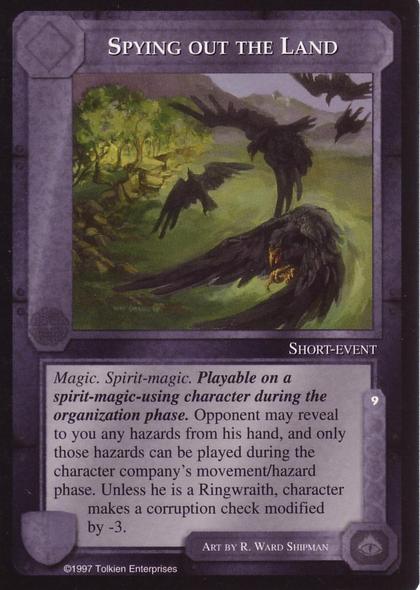 SPYING OUT THE LAND
SHORT-EVENT
Magic. Spirit-magic. Playable on a
spirit-magic-using character during the
organization phase. Opponent may reveal
to you any hazards from his hand, and only
those hazards can be played during the
character company's movement/hazard
phase. Unless he is a Ringwraith, character
makes a corruption check modified
by -3.
9
ART BY R. WARD SHIPMAN
©1997 Tolkien Enterprises